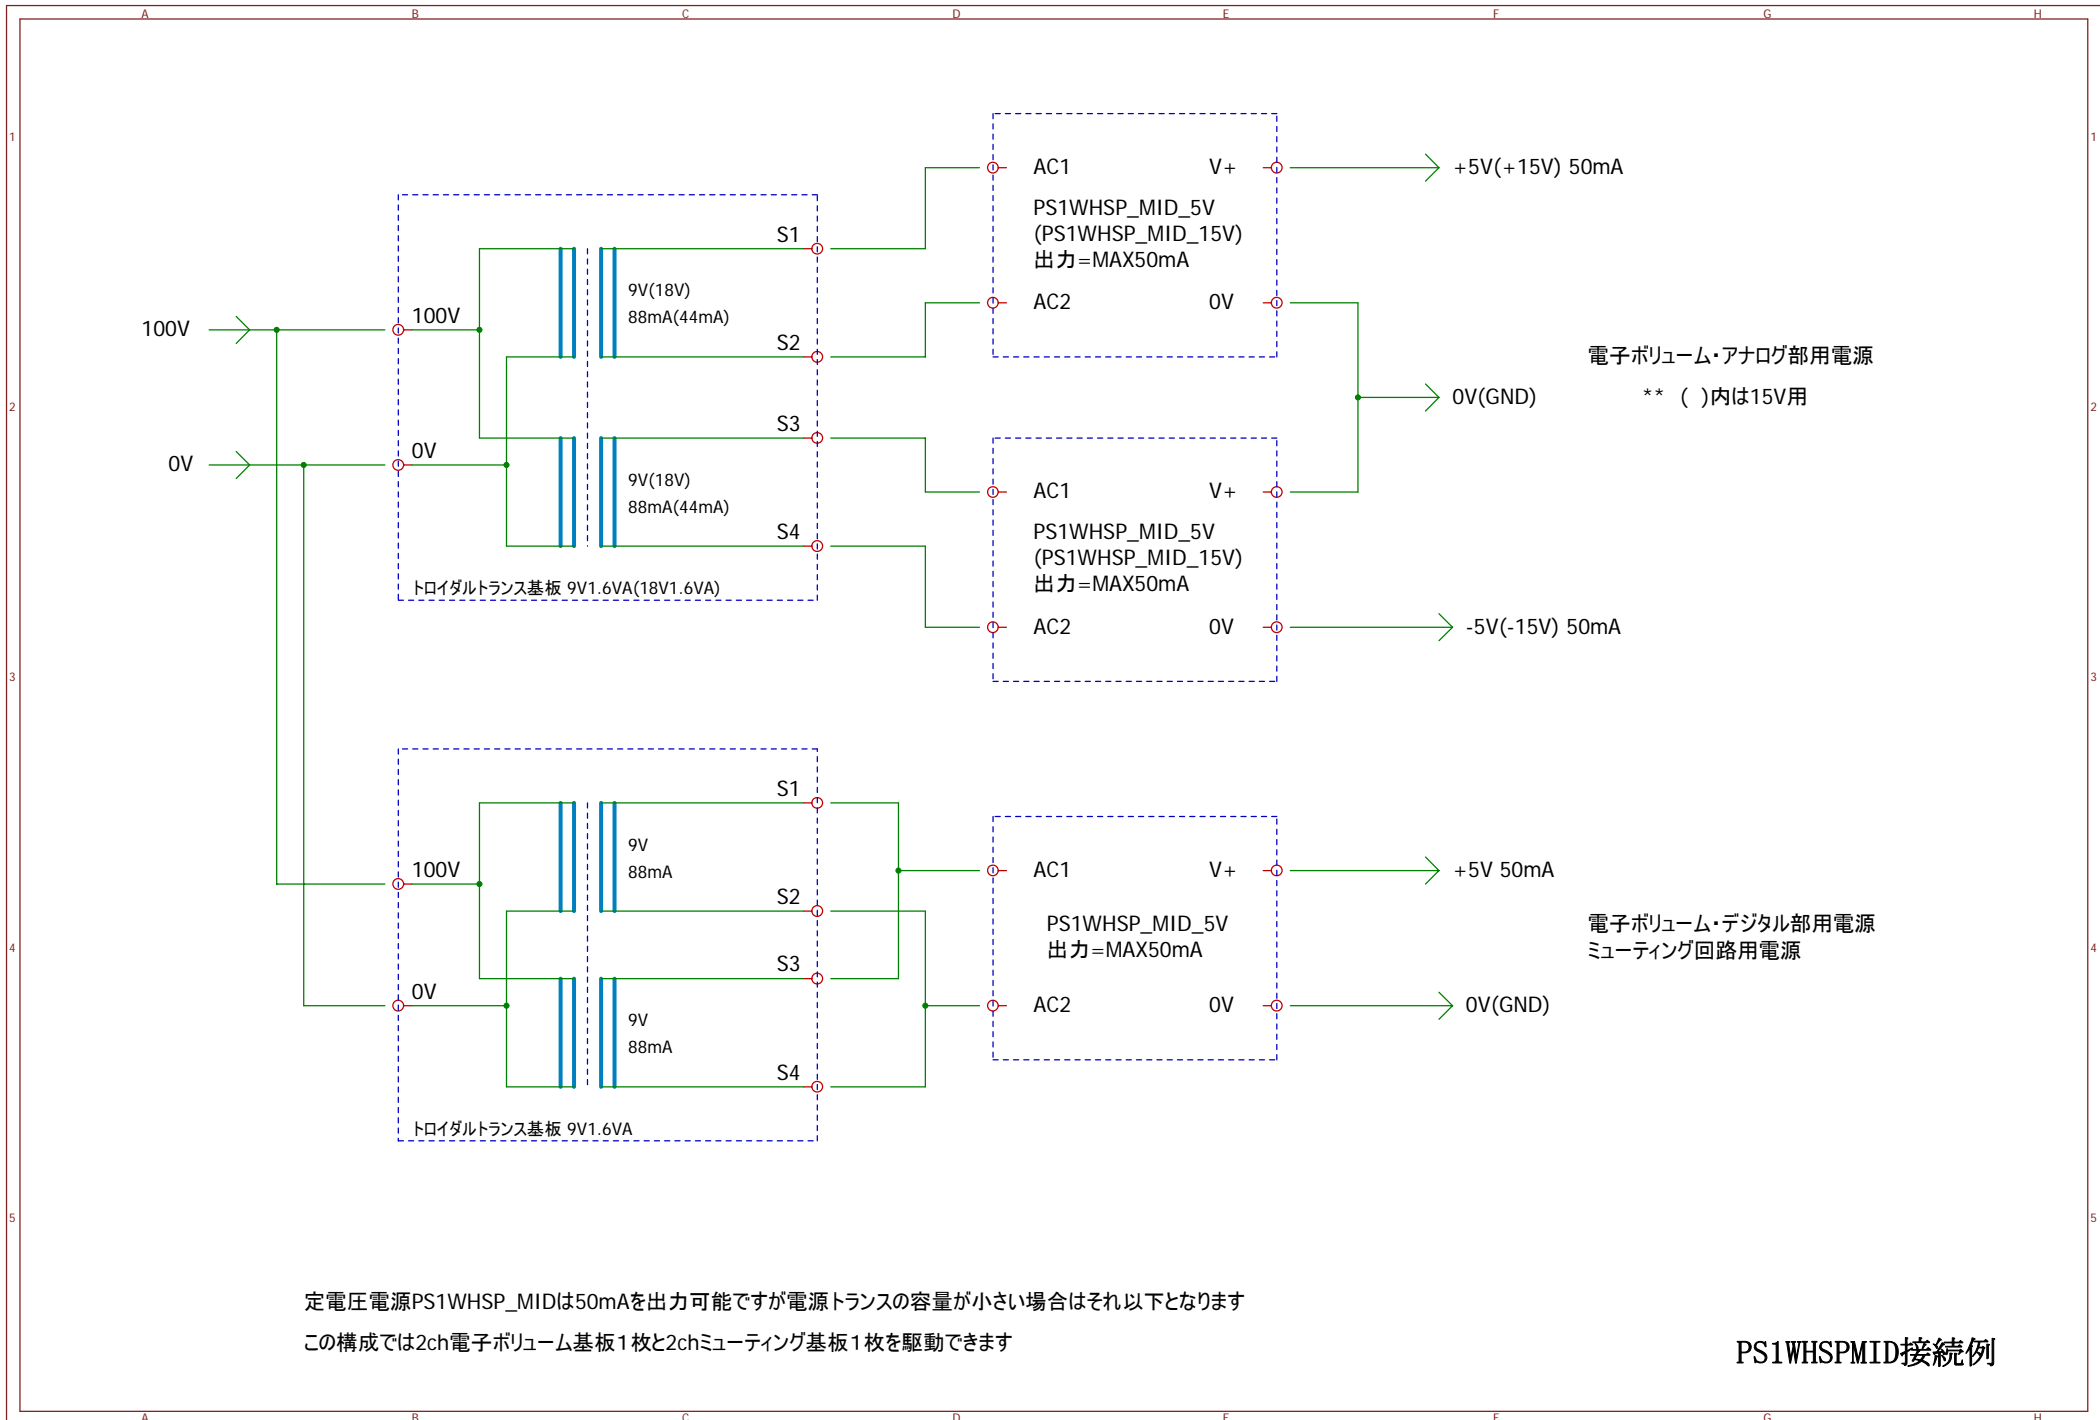 A B C D E F G H
1 1
2 2
3 3
4 4
5 5
100V
0V
100V
0V
S1
9V(18V)
88mA(44mA)
S2
S3
9V(18V)
88mA(44mA)
S4
トロイダルトランス基板 9V1.6VA(18V1.6VA)
AC1 V+
PS1WHSP_MID_5V
(PS1WHSP_MID_15V)
出力=MAX50mA
AC2 0V
AC1 V+
PS1WHSP_MID_5V
(PS1WHSP_MID_15V)
出力=MAX50mA
AC2 0V
+5V(+15V) 50mA
0V(GND)
-5V(-15V) 50mA
電子ボリューム・アナログ部用電源
** ( )内は15V用
100V
0V
S1
9V
88mA
S2
S3
9V
88mA
S4
トロイダルトランス基板 9V1.6VA
AC1 V+
PS1WHSP_MID_5V
出力=MAX50mA
AC2 0V
+5V 50mA
0V(GND)
電子ボリューム・デジタル部用電源
ミューティング回路用電源
定電圧電源PS1WHSP_MIDは50mAを出力可能ですが電源トランスの容量が小さい場合はそれ以下となります
この構成では2ch電子ボリューム基板1枚と2chミューティング基板1枚を駆動できます
PS1WHSPMID接続例
A B C D E F G H